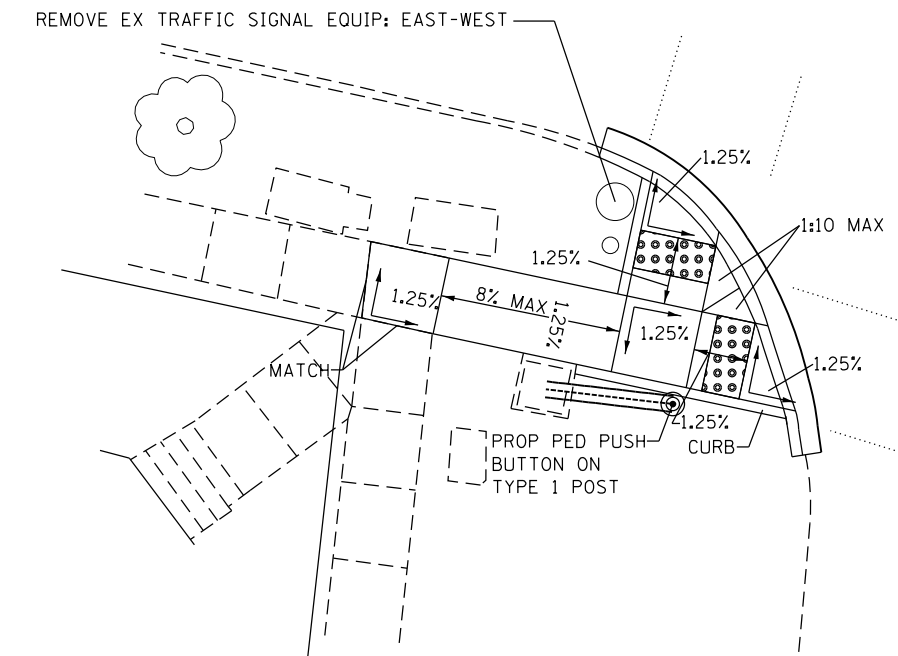 REMOVE EX TRAFFIC SIGNAL EQUIP: EAST-WEST
1.25%
1:10 MAX
1.25%
1.25%
8% MAX
1.25%
1.25%
MATCH
1.25%
1.25%
PROP PED PUSH
BUTTON ON
TYPE 1 POST
CURB